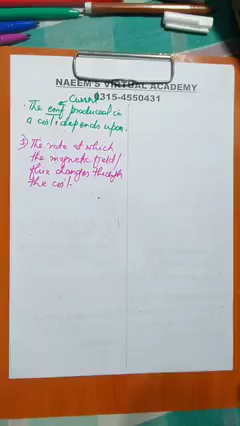 NAEEM'S VIRTUAL ACADEMY
0315-4550431
Current
. The emf produced in
a coil depends upon.
1) The rate at which
the magnetic field/
flux changes through
the coil.